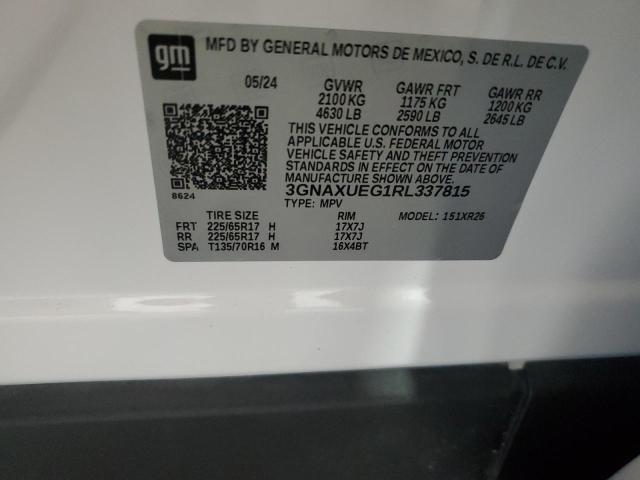 gm
MFD BY GENERAL MOTORS DE MEXICO, S. DE R.L. DE C.V.
05/24 GVWR GAWR FRT GAWR RR
2100 KG 1175 KG 1200 KG
4630 LB 2590 LB 2645 LB
THIS VEHICLE CONFORMS TO ALL
APPLICABLE U.S. FEDERAL MOTOR
VEHICLE SAFETY AND THEFT PREVENTION
STANDARDS IN EFFECT ON THE DATE OF
MANUFACTURE SHOWN ABOVE.
8624
3GNAXUEG1RL337815
TYPE: MPV MODEL: 151XR26
TIRE SIZE RIM
FRT 225/65R17 H 17X7J
RR 225/65R17 H 17X7J
SPA T135/70R16 M 16X4BT